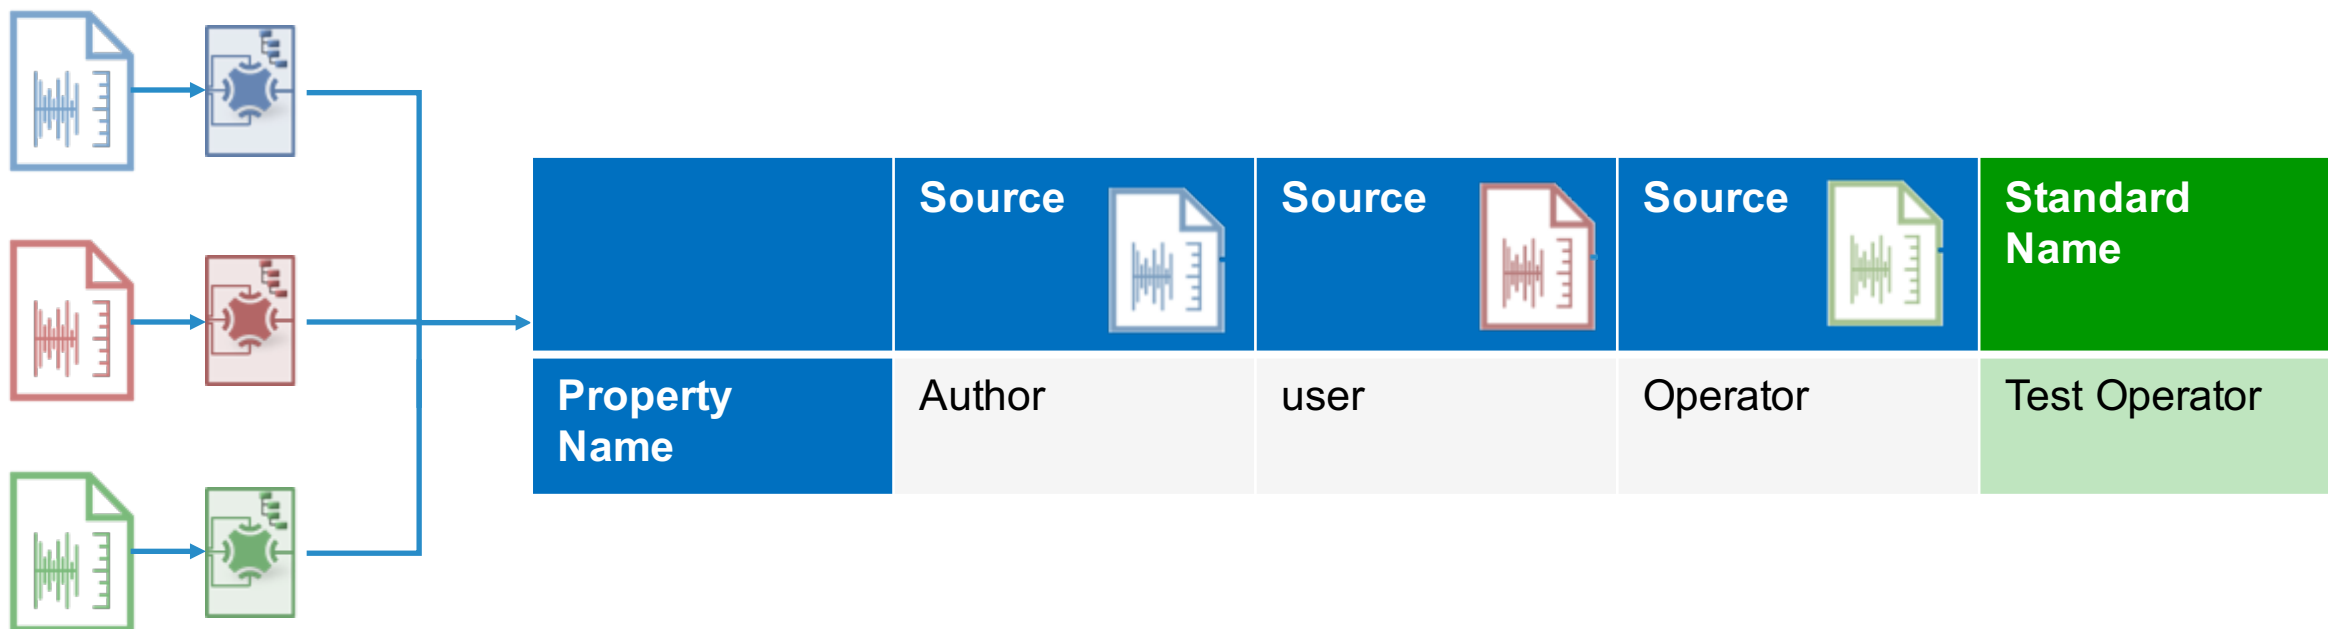 Source
Source
Source
Standard
Name
Property
Name
Author
user
Operator
Test Operator